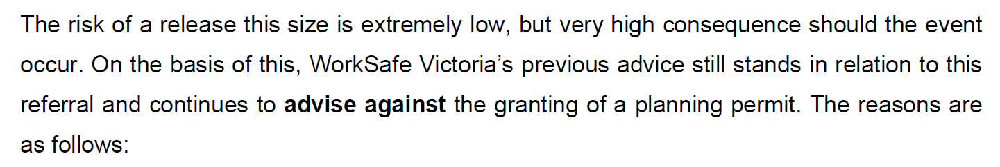 The risk of a release this size is extremely low, but very high consequence should the event
occur. On the basis of this, WorkSafe Victoria’s previous advice still stands in relation to this
referral and continues to advise against the granting of a planning permit. The reasons are
as follows: